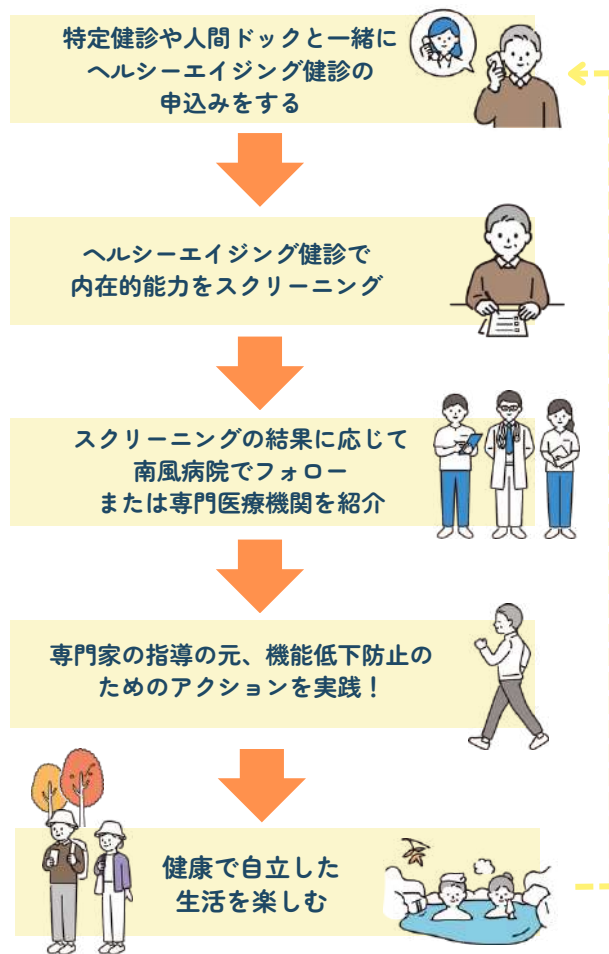 特定健診や人間ドックと一緒に
ヘルシーエイジング健診の
申込みをする
ヘルシーエイジング健診で
内在的能力をスクリーニング
スクリーニングの結果に応じて
南風病院でフォロー
または専門医療機関を紹介
専門家の指導の元、機能低下防止の
ためのアクションを実践！
健康で自立した
生活を楽しむ